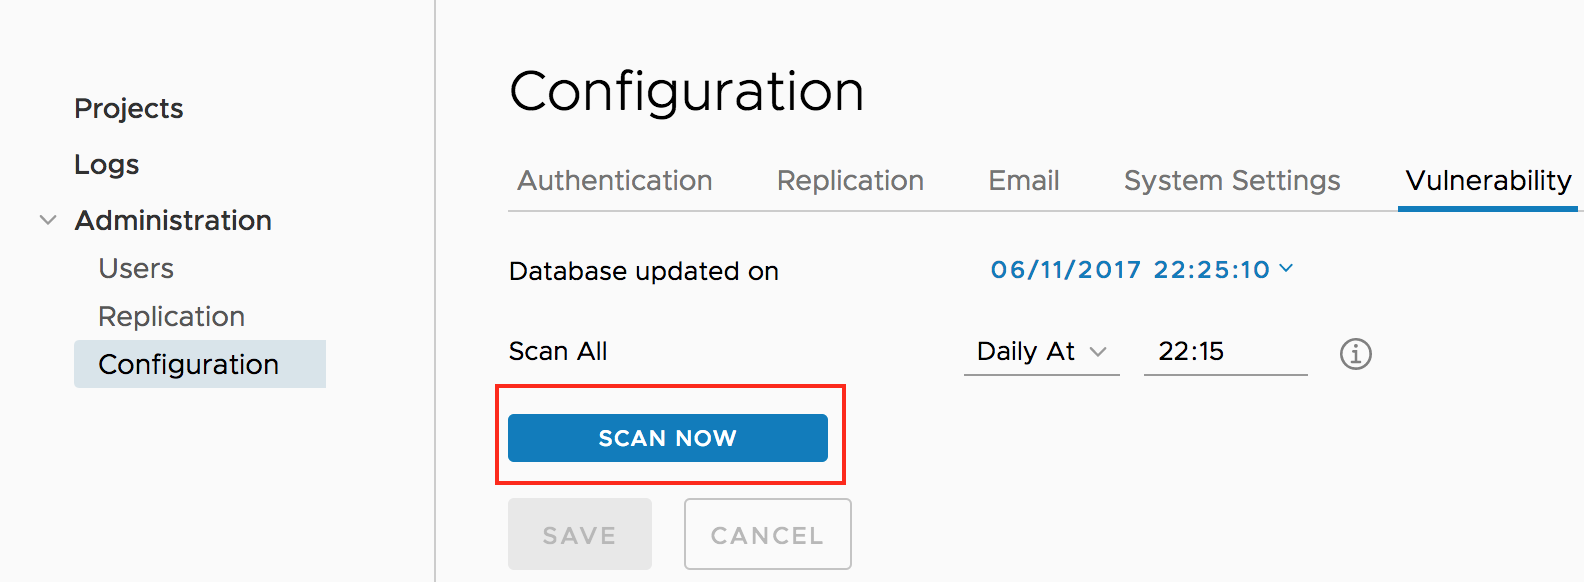 Projects
Logs
Administration
Users
Replication
Configuration
Configuration
Authentication Replication Email System Settings Vulnerability
Database updated on 06/11/2017 22:25:10
Scan All Daily At 22:15
SCAN NOW
SAVE CANCEL